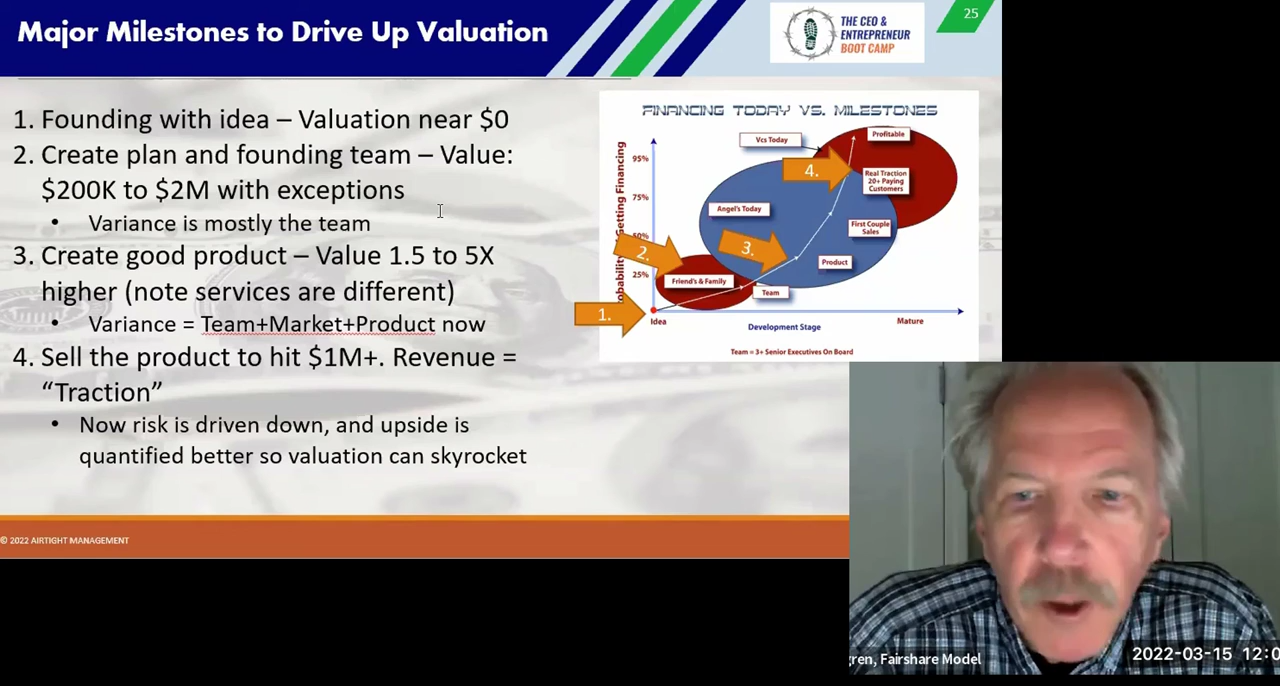 Major Milestones to Drive Up Valuation
THE CEO &
ENTREPRENEUR
BOOT CAMP
25
1. Founding with idea – Valuation near $0
2. Create plan and founding team – Value:
$200K to $2M with exceptions
• Variance is mostly the team
3. Create good product – Value 1.5 to 5X
higher (note services are different)
• Variance = Team+Market+Product now
4. Sell the product to hit $1M+. Revenue =
“Traction”
• Now risk is driven down, and upside is
quantified better so valuation can skyrocket
FINANCING TODAY VS. MILESTONES
Getting Financing
95%
75%
25%
Vcs Today
Profitable
4.
Real Traction
20+ Paying
Customers
Angel's Today
First Couple
Sales
3.
2.
Product
Friend's & Family
Team
1.
Idea
Development Stage
Mature
Team = 3+ Senior Executives On Board
© 2022 AIRTIGHT MANAGEMENT
Fairshare Model
2022-03-15